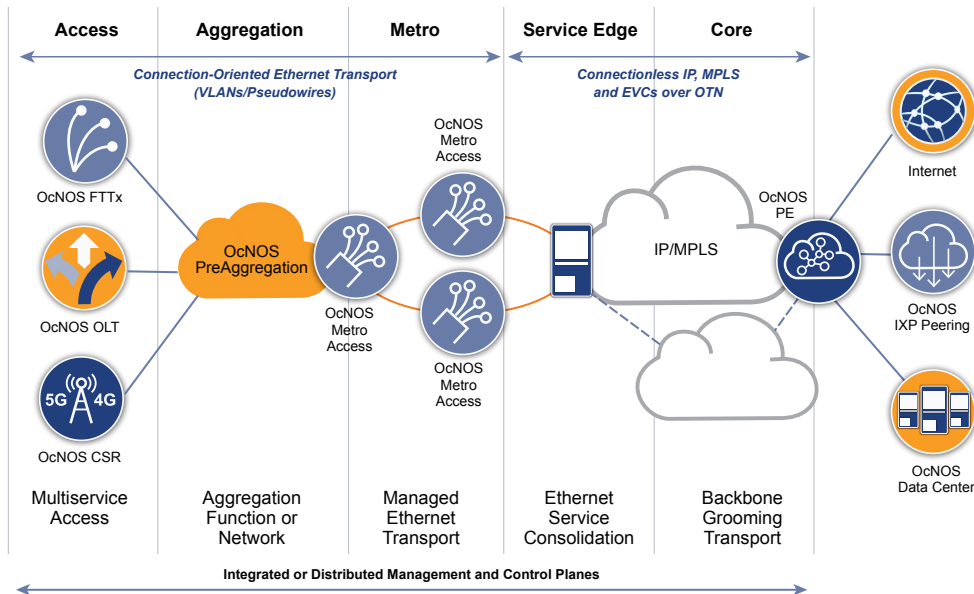 Access
Aggregation
Metro
Service Edge
Core
Connection-Oriented Ethernet Transport
(VLANs/Pseudowires)
Connectionless IP, MPLS
and EVCs over OTN
OcNOS FTTx
OcNOS OLT
5G 4G
OcNOS CSR
OcNOS
PreAggregation
OcNOS
Metro
Access
OcNOS
Metro
Access
OcNOS
Metro
Access
IP/MPLS
OcNOS
PE
Internet
OcNOS
IXP Peering
OcNOS
Data Center
Multiservice
Access
Aggregation
Function or
Network
Managed
Ethernet
Transport
Ethernet
Service
Consolidation
Backbone
Grooming
Transport
Integrated or Distributed Management and Control Planes